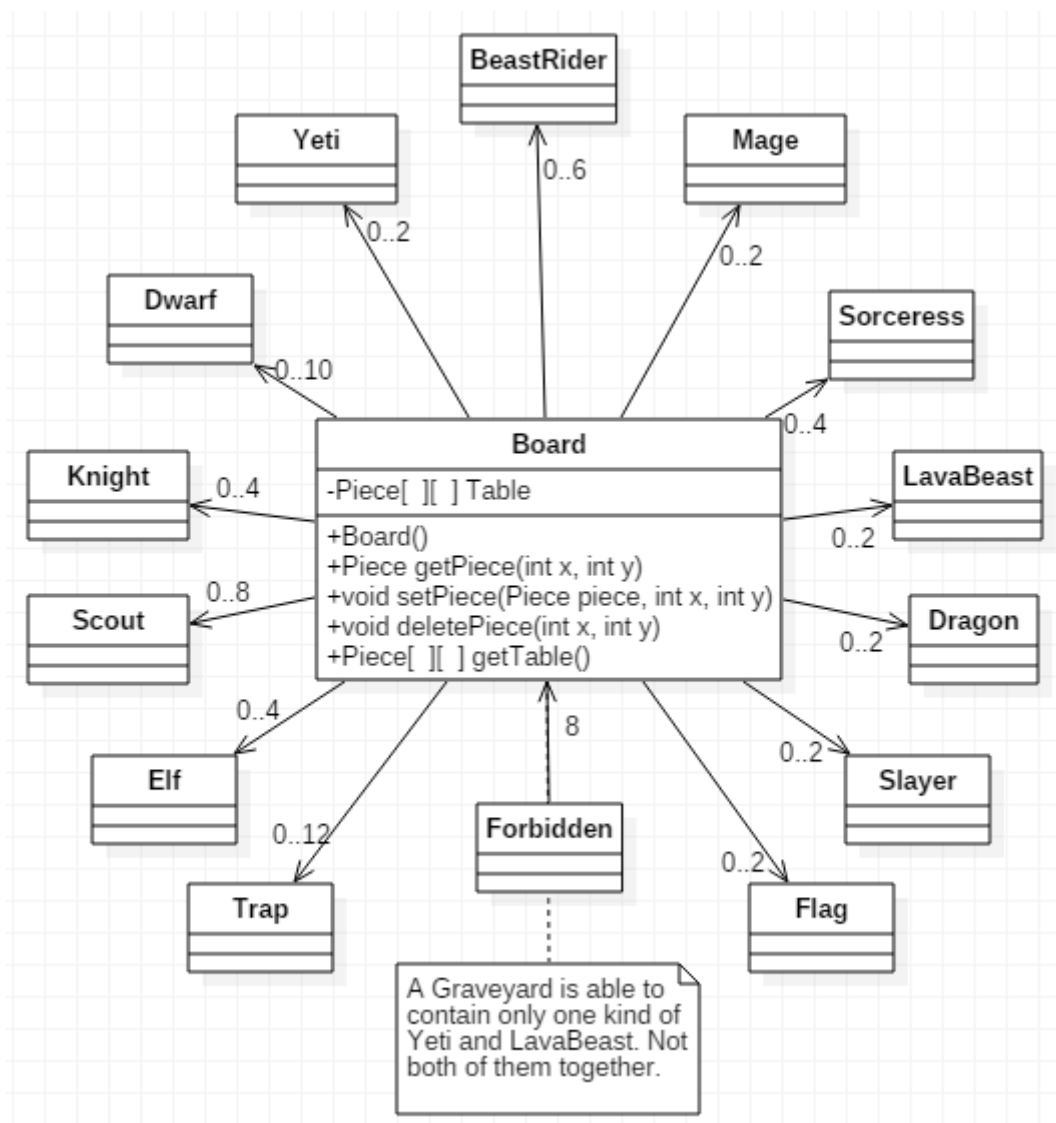 BeastRider
Yeti
Mage
0..6
0..2
0..2
Dwarf
Sorceress
0..10
0..4
Board
Knight
LavaBeast
0..4
-Piece[  ][  ] Table
0..2
+Board()
+Piece getPiece(int x, int y)
+void setPiece(Piece piece, int x, int y)
+void deletePiece(int x, int y)
+Piece[  ][  ] getTable()
0..8
Scout
Dragon
0..2
0..4
8
0..2
Elf
Slayer
Forbidden
0..12
0..2
Trap
Flag
A Graveyard is able to
contain only one kind of
Yeti and LavaBeast. Not
both of them together.